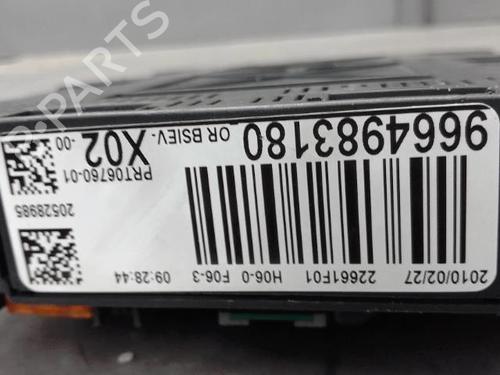 9664983180
_OR BSIEV-
X02
-00
PRT06760-01
20528985
2010/02/27
22661F01
H06-0
F06-3
09:28:44
B-PARTS